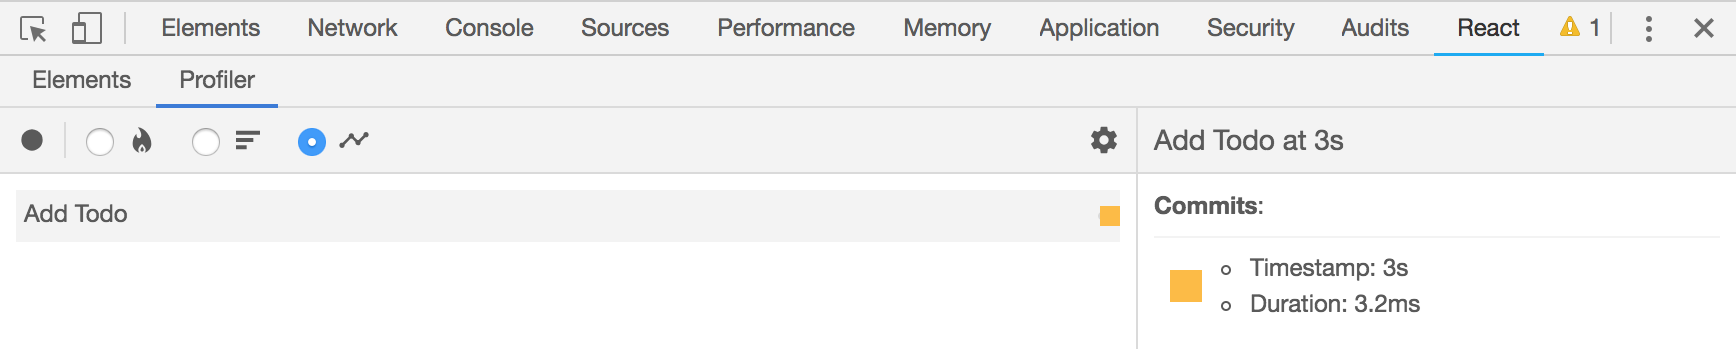 Elements Network Console Sources Performance Memory Application Security Audits React 1
Elements Profiler
Add Todo at 3s
Add Todo
Commits:
Timestamp: 3s
Duration: 3.2ms